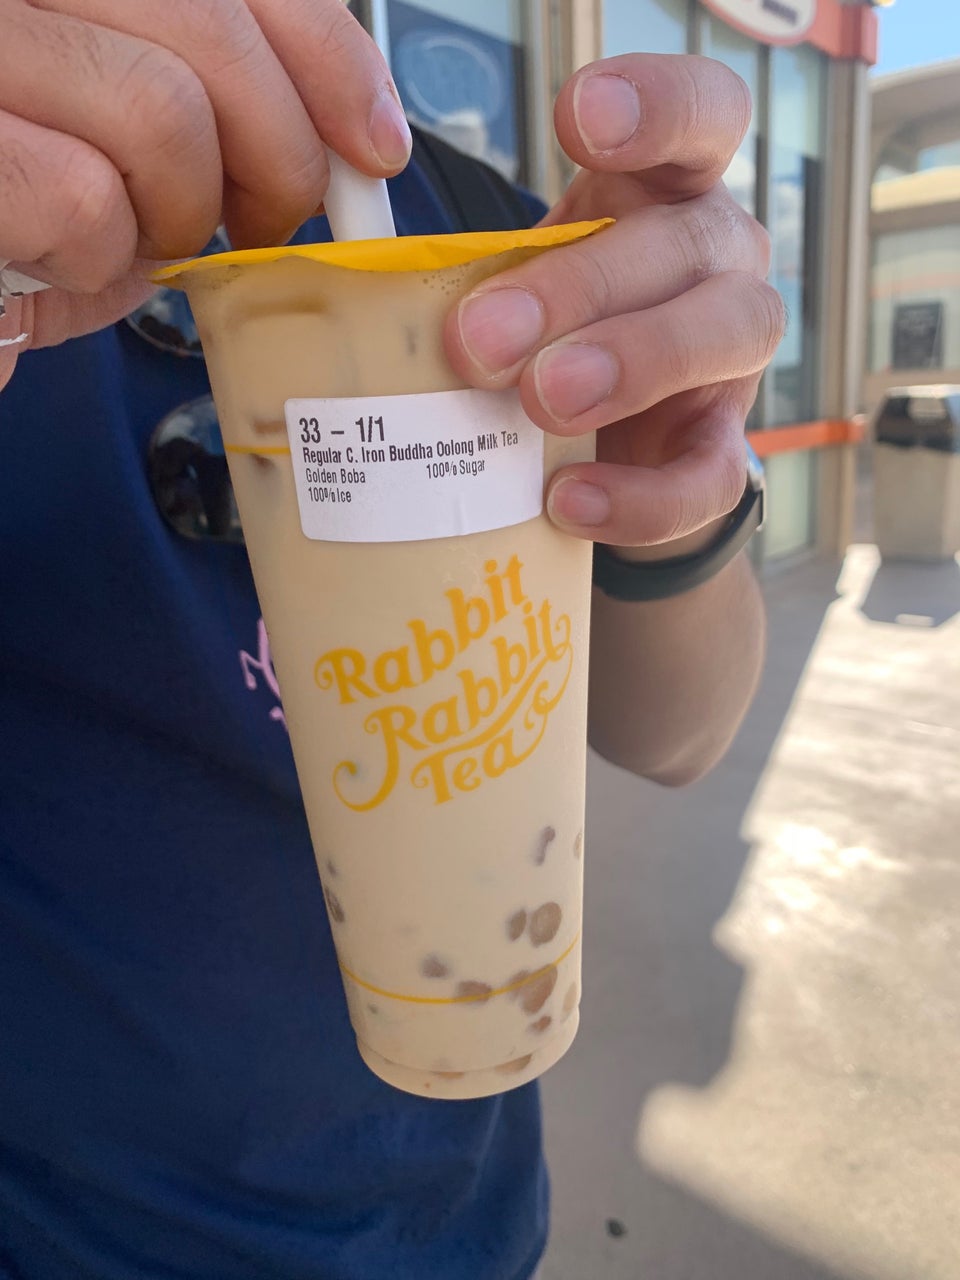 33 – 1/1
Regular C. Iron Buddha Oolong Milk Tea
Golden Boba 100% Sugar
100% Ice
Rabbit
Rabbit
Tea